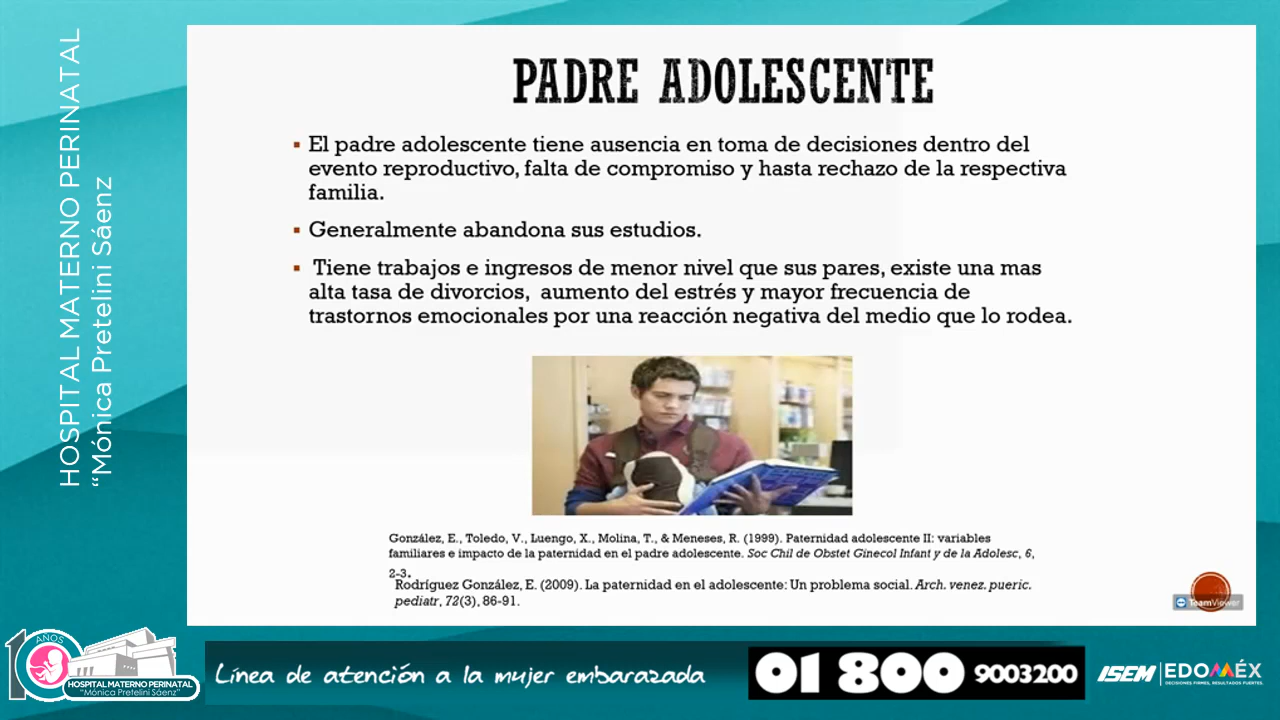 HOSPITAL MATERNO PERINATAL
“Mónica Pretelini Sáenz
PADRE ADOLESCENTE
▪ El padre adolescente tiene ausencia en toma de decisiones dentro del
evento reproductivo, falta de compromiso y hasta rechazo de la respectiva
familia.
▪ Generalmente abandona sus estudios.
▪ Tiene trabajos e ingresos de menor nivel que sus pares, existe una mas
alta tasa de divorcios, aumento del estrés y mayor frecuencia de
trastornos emocionales por una reacción negativa del medio que lo rodea.
González, E., Toledo, V., Luengo, X., Molina, T., & Meneses, R. (1999). Paternidad adolescente II: variables
familiares e impacto de la paternidad en el padre adolescente. Soc Chil de Obstet Ginecol Infant y de la Adolesc, 6,
2-3.
Rodríguez González, E. (2009). La paternidad en el adolescente: Un problema social. Arch. venez. pueric.
pediatr, 72(3), 86-91.
TeamViewer
10 AÑOS
HOSPITAL MATERNO PERINATAL
“Mónica Pretelini Sáenz”
Línea de atención a la mujer embarazada
01 800 9003200
ISEM
EDOMÉX
DECISIONES FIRMES, RESULTADOS FUERTES.